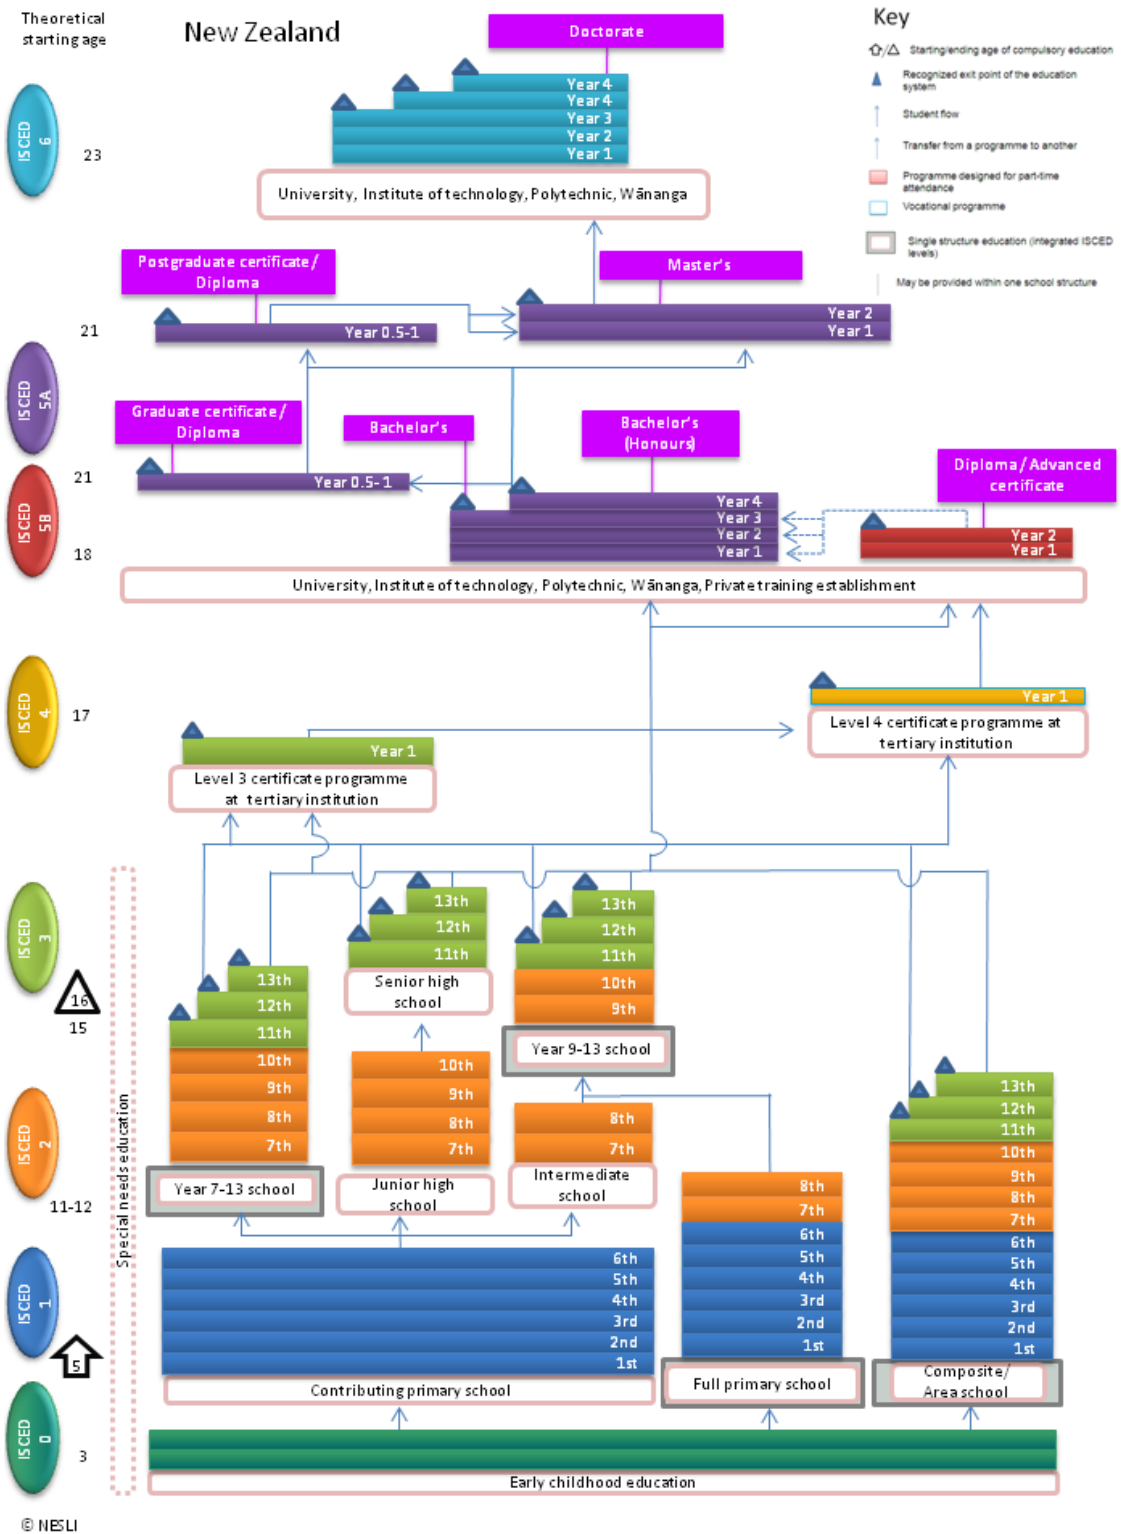 Theoretical
starting age
New Zealand
Doctorate
Key
Starting/ending age of compulsory education
Recognized exit point of the education
system
Student flow
Transfer from a programme to another
Programme designed for part-time
attendance
Vocational programme
Single structure education (integrated ISCED
levels)
May be provided within one school structure
ISCED
6
23
Year 4
Year 4
Year 3
Year 2
Year 1
University, Institute of technology, Polytechnic, Wānanga
Postgraduate certificate/
Diploma
Master's
21
Year 0.5-1
Year 2
Year 1
ISCED
5A
Graduate certificate/
Diploma
Bachelor's
Bachelor's
(Honours)
Diploma / Advanced
certificate
21
Year 0.5-1
Year 4
Year 3
Year 2
Year 1
Year 2
Year 1
ISCED
5B
18
University, Institute of technology, Polytechnic, Wānanga, Private training establishment
ISCED
4
17
Year 1
Level 4 certificate programme at
tertiary institution
Year 1
Level 3 certificate programme
at tertiary institution
ISCED
3
16
15
13th
12th
11th
10th
9th
8th
7th
Year 7-13 school
13th
12th
11th
Senior high
school
10th
9th
8th
7th
Junior high
school
13th
12th
11th
10th
9th
Year 9-13 school
8th
7th
Intermediate
school
ISCED
2
11-12
Special needs education
8th
7th
6th
5th
4th
3rd
2nd
1st
Full primary school
13th
12th
11th
10th
9th
8th
7th
6th
5th
4th
3rd
2nd
1st
Composite/
Area school
ISCED
1
5
6th
5th
4th
3rd
2nd
1st
Contributing primary school
ISCED
0
3
Early childhood education
© NESLI